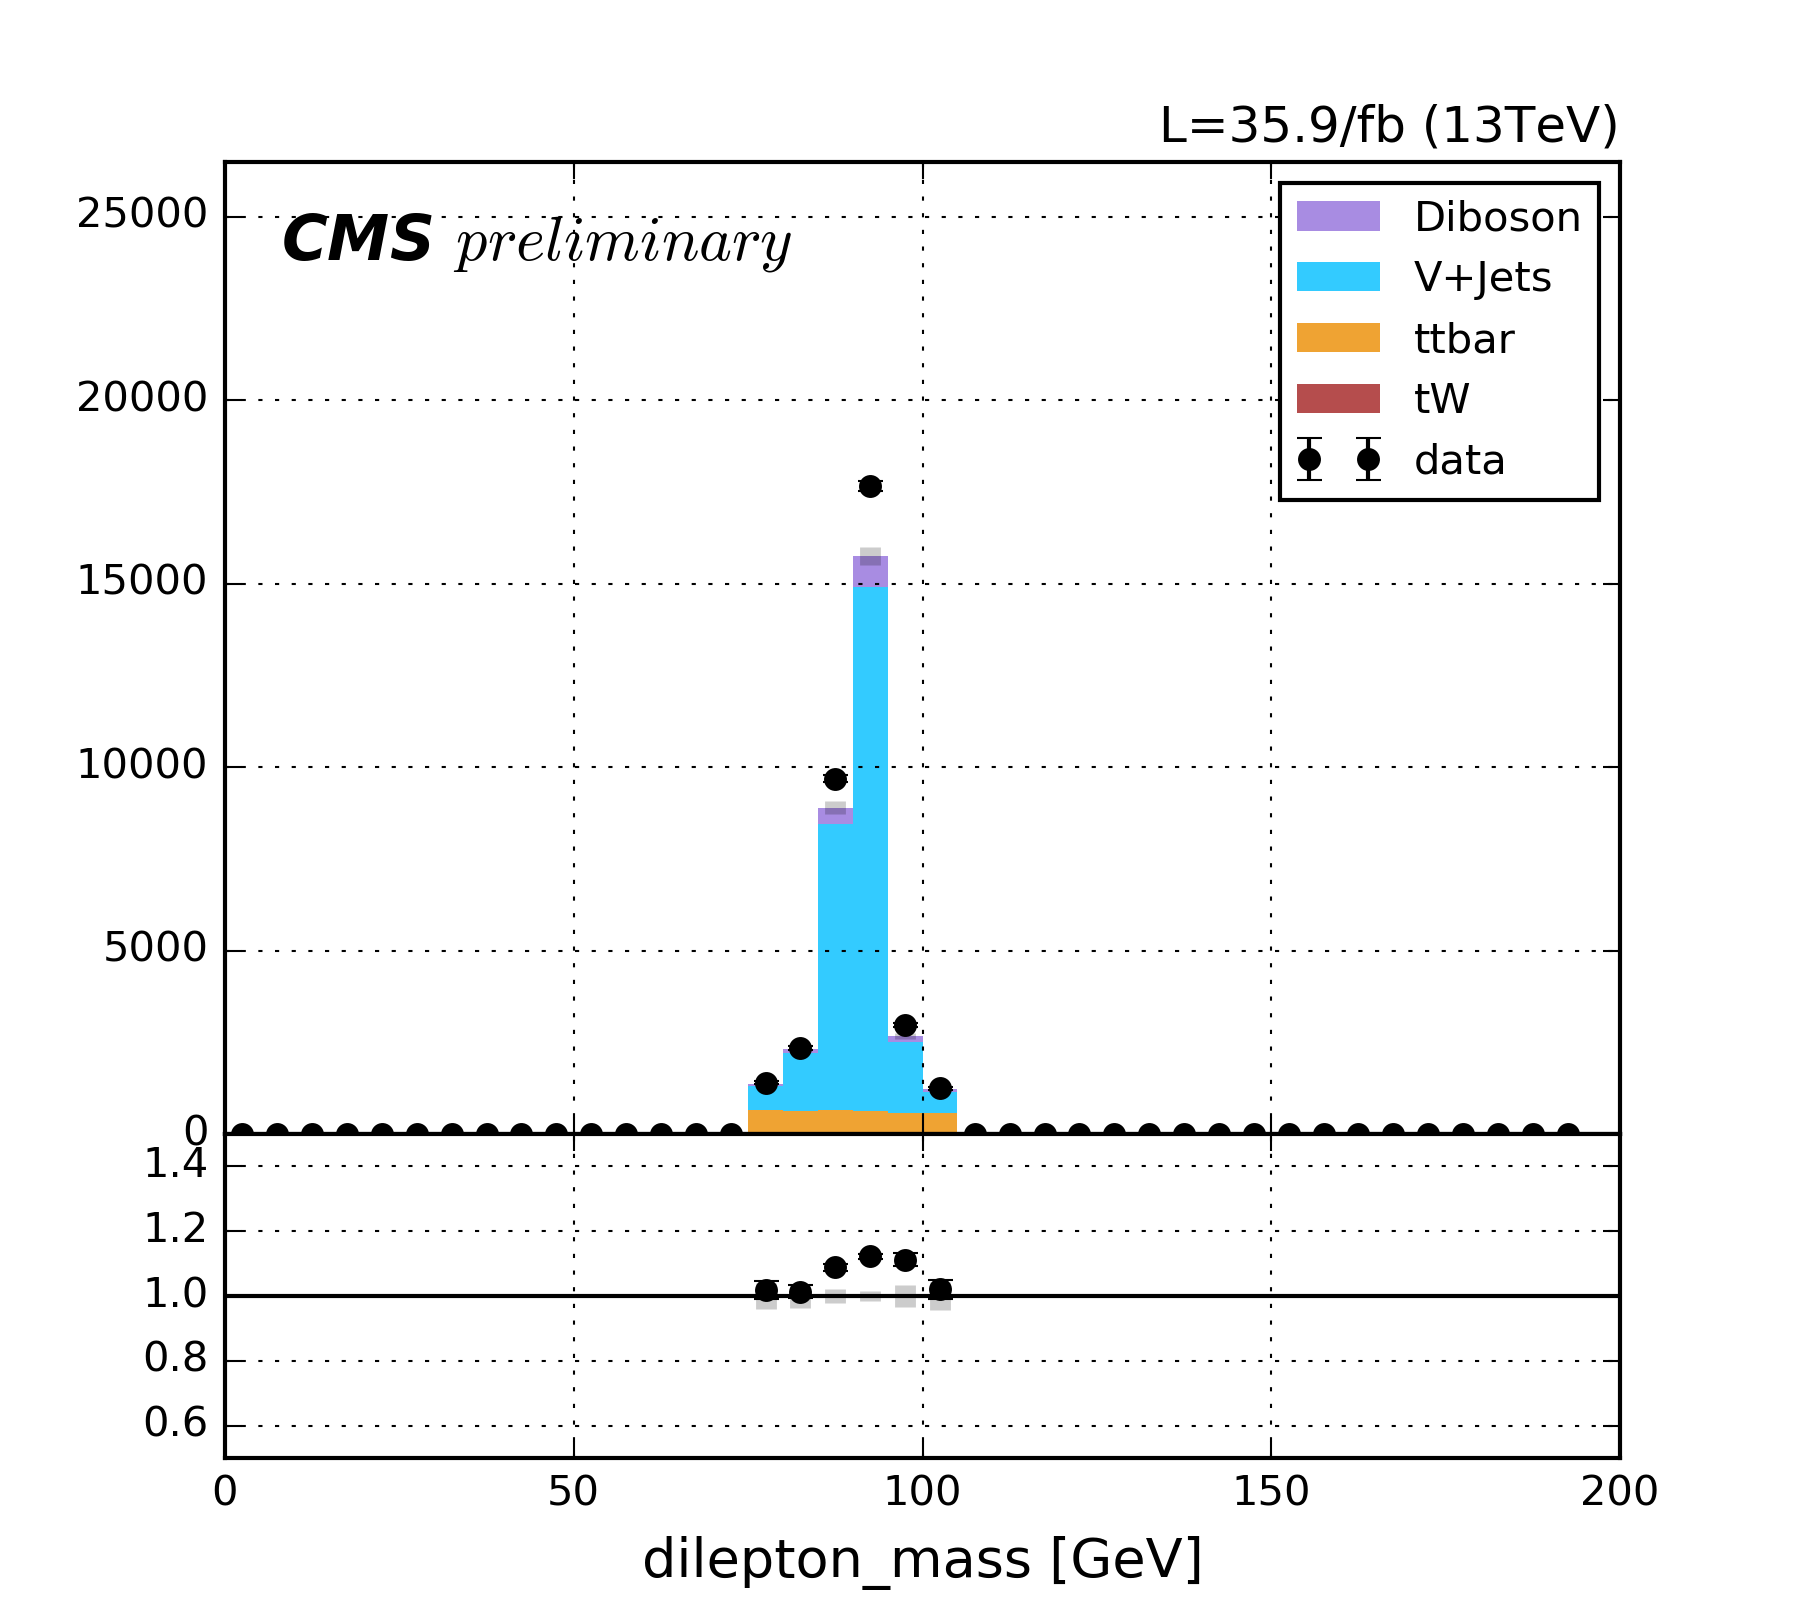 L=35.9/fb (13TeV)
CMS preliminary
Diboson
V+Jets
ttbar
tW
data
25000
20000
15000
10000
5000
0
1.4
1.2
1.0
0.8
0.6
0 50 100 150 200
dilepton_mass [GeV]